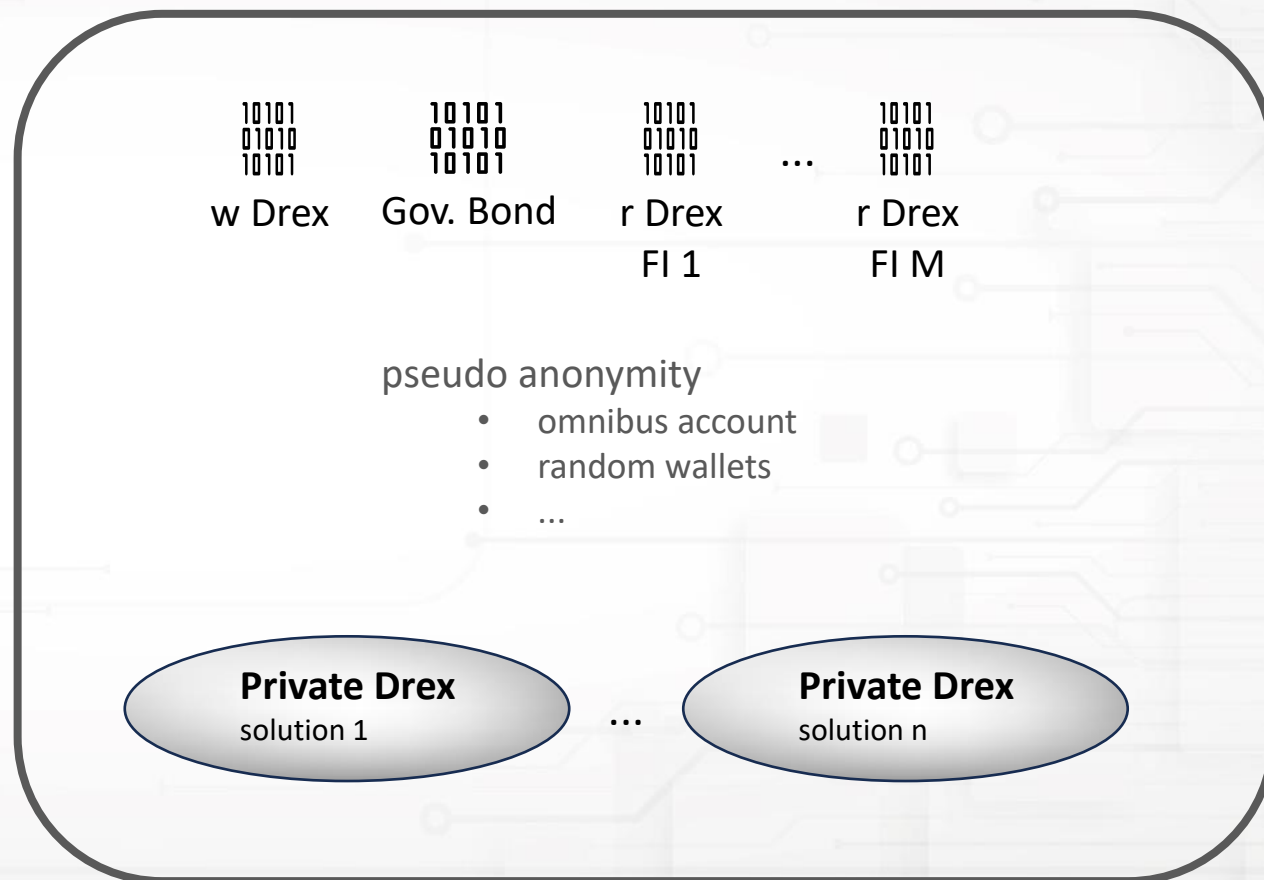 10101 10101 10101 10101
01010 01010 01010 01010
10101 10101 10101 ... 10101
w Drex Gov. Bond r Drex r Drex
FI 1 FI M
pseudo anonymity
• omnibus account
• random wallets
• ...
Private Drex ... Private Drex
solution 1 solution n